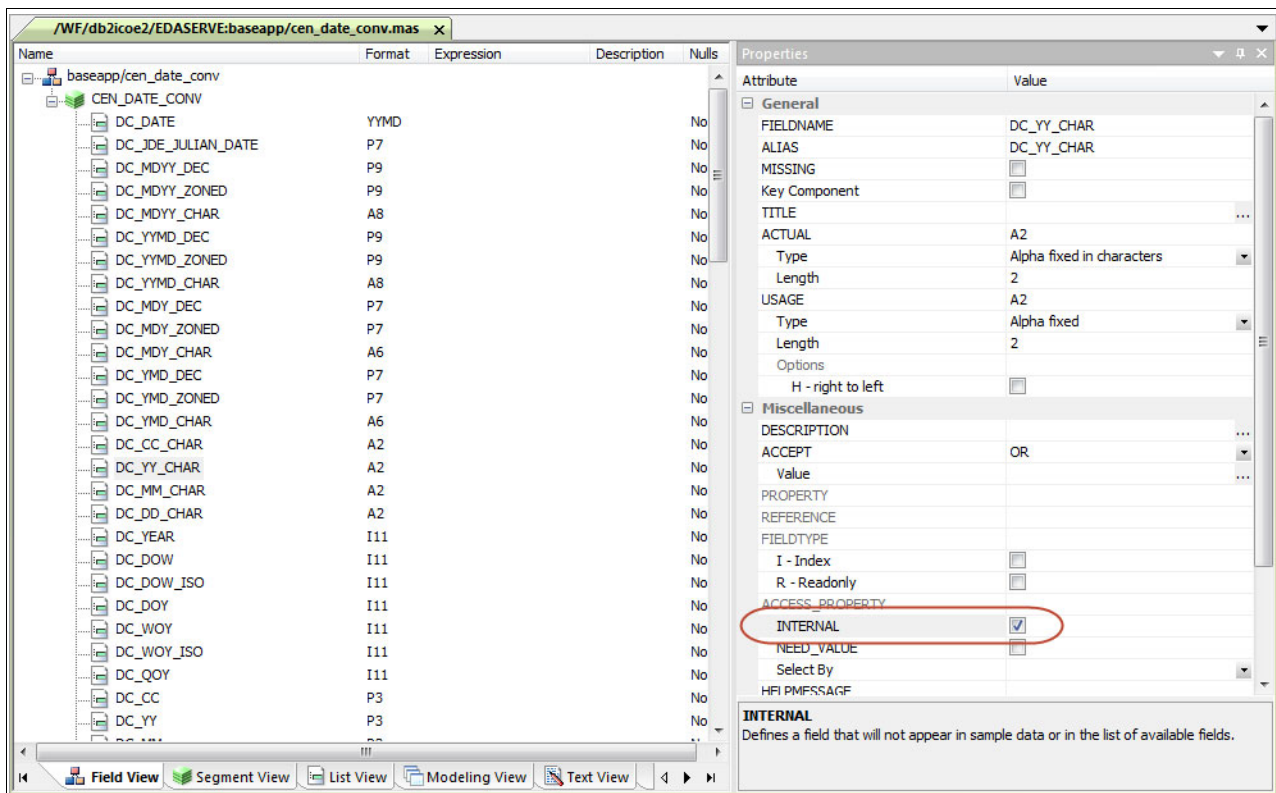 /WF/db2icoe2/EDASERVE:baseapp/cen_date_conv.mas x
Name Format Expression Description Nulls
baseapp/cen_date_conv
CEN_DATE_CONV
DC_DATE YYMD No
DC_JDE_JULIAN_DATE P7 No
DC_MDYY_DEC P9 No
DC_MDYY_ZONED P9 No
DC_MDYY_CHAR A8 No
DC_YYMD_DEC P9 No
DC_YYMD_ZONED P9 No
DC_YYMD_CHAR A8 No
DC_MDY_DEC P7 No
DC_MDY_ZONED P7 No
DC_MDY_CHAR A6 No
DC_YMD_DEC P7 No
DC_YMD_ZONED P7 No
DC_YMD_CHAR A6 No
DC_CC_CHAR A2 No
DC_YY_CHAR A2 No
DC_MM_CHAR A2 No
DC_DD_CHAR A2 No
DC_YEAR I11 No
DC_DOW I11 No
DC_DOW_ISO I11 No
DC_DOY I11 No
DC_WOY I11 No
DC_WOY_ISO I11 No
DC_QOY I11 No
DC_CC P3 No
DC_YY P3 No
Field View Segment View List View Modeling View Text View
Properties
Attribute Value
General
FIELDNAME DC_YY_CHAR
ALIAS DC_YY_CHAR
MISSING
Key Component
TITLE ...
ACTUAL A2
Type Alpha fixed in characters
Length 2
USAGE A2
Type Alpha fixed
Length 2
Options
H - right to left
Miscellaneous
DESCRIPTION ...
ACCEPT OR
Value ...
PROPERTY
REFERENCE
FIELDTYPE
I - Index
R - Readonly
ACCESS_PROPERTY
INTERNAL
NEED_VALUE
Select By
HELPMESSAGE
INTERNAL
Defines a field that will not appear in sample data or in the list of available fields.